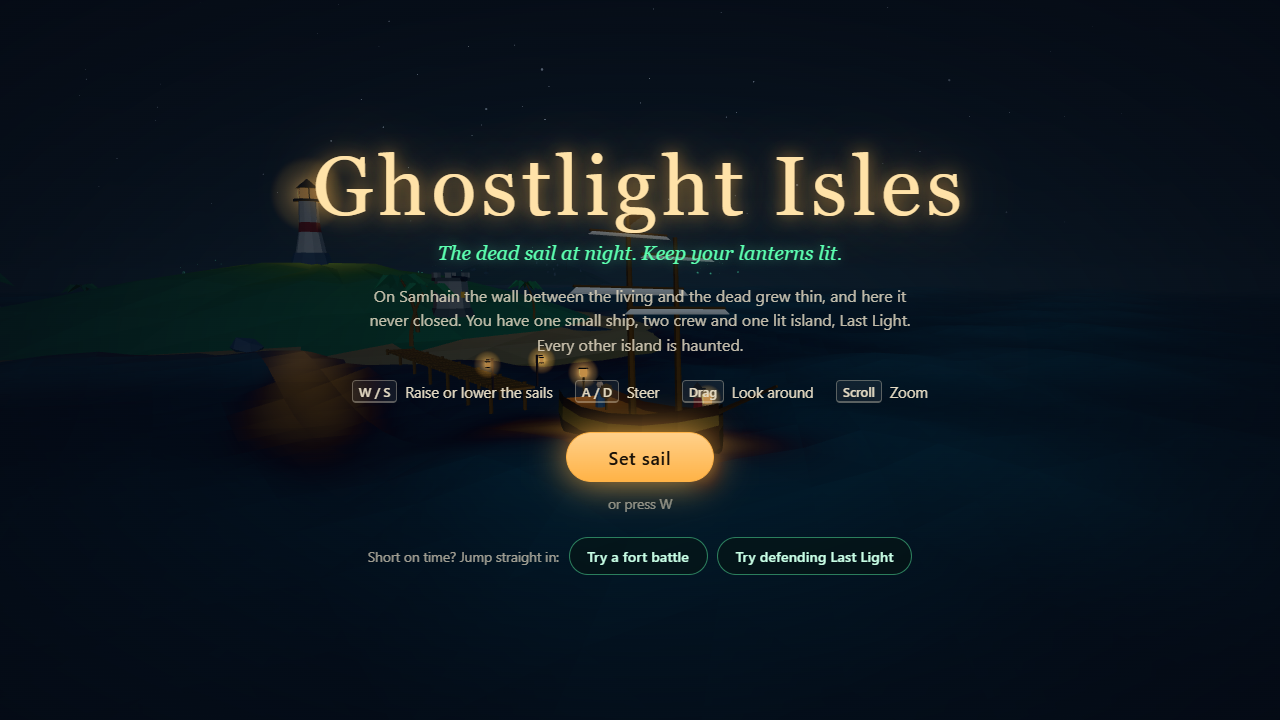 Ghostlight Isles
The dead sail at night. Keep your lanterns lit.
On Samhain the wall between the living and the dead grew thin, and here it
never closed. You have one small ship, two crew and one lit island, Last Light.
Every other island is haunted.
W / S Raise or lower the sails A / D Steer Drag Look around Scroll Zoom
Set sail
or press W
Short on time? Jump straight in: Try a fort battle Try defending Last Light